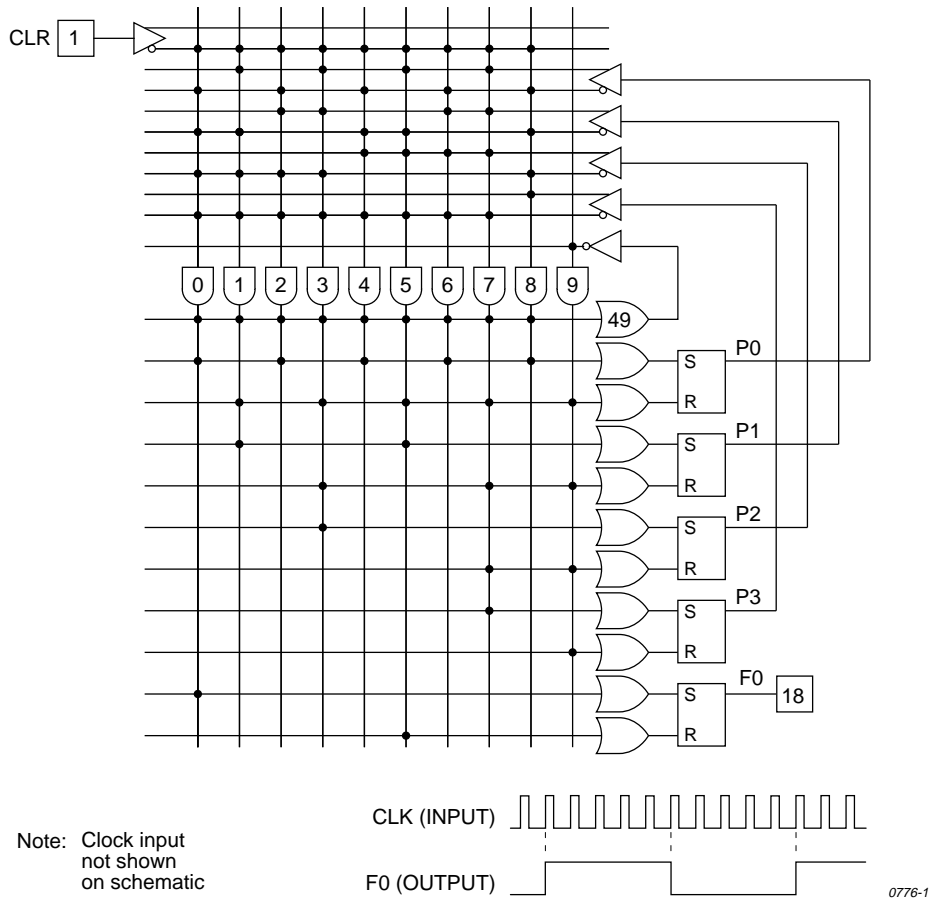 CLR 1
0 1 2 3 4 5 6 7 8 9
49
P0
S
R
P1
S
R
P2
S
R
P3
S
R
F0
S
18
R
CLK (INPUT)
Note: Clock input
not shown
on schematic
F0 (OUTPUT)
0776-1